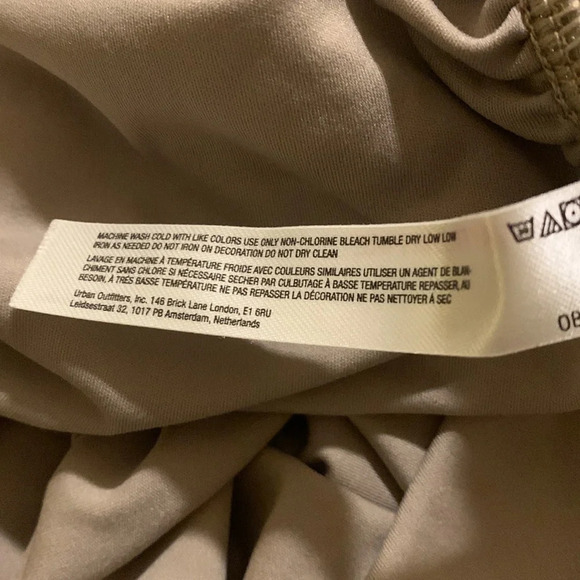 MACHINE WASH COLD WITH LIKE COLORS USE ONLY NON-CHLORINE BLEACH TUMBLE DRY LOW LOW
IRON AS NEEDED DO NOT IRON ON DECORATION DO NOT DRY CLEAN
LAVAGE EN MACHINE À TEMPÉRATURE FROIDE AVEC COULEURS SIMILAIRES UTILISER UN AGENT DE BLAN-
CHIMENT SANS CHLORE SI NÉCESSAIRE SECHER PAR CULBUTAGE À BASSE TEMPERATURE REPASSER, AU
BESOIN, À TRÈS BASSE TEMPÉRATURE NE PAS REPASSER LA DÉCORATION NE PAS NETTOYER À SEC
Urban Outfitters, Inc. 146 Brick Lane London, E1 6RU
Leidsestraat 32, 1017 PB Amsterdam, Netherlands